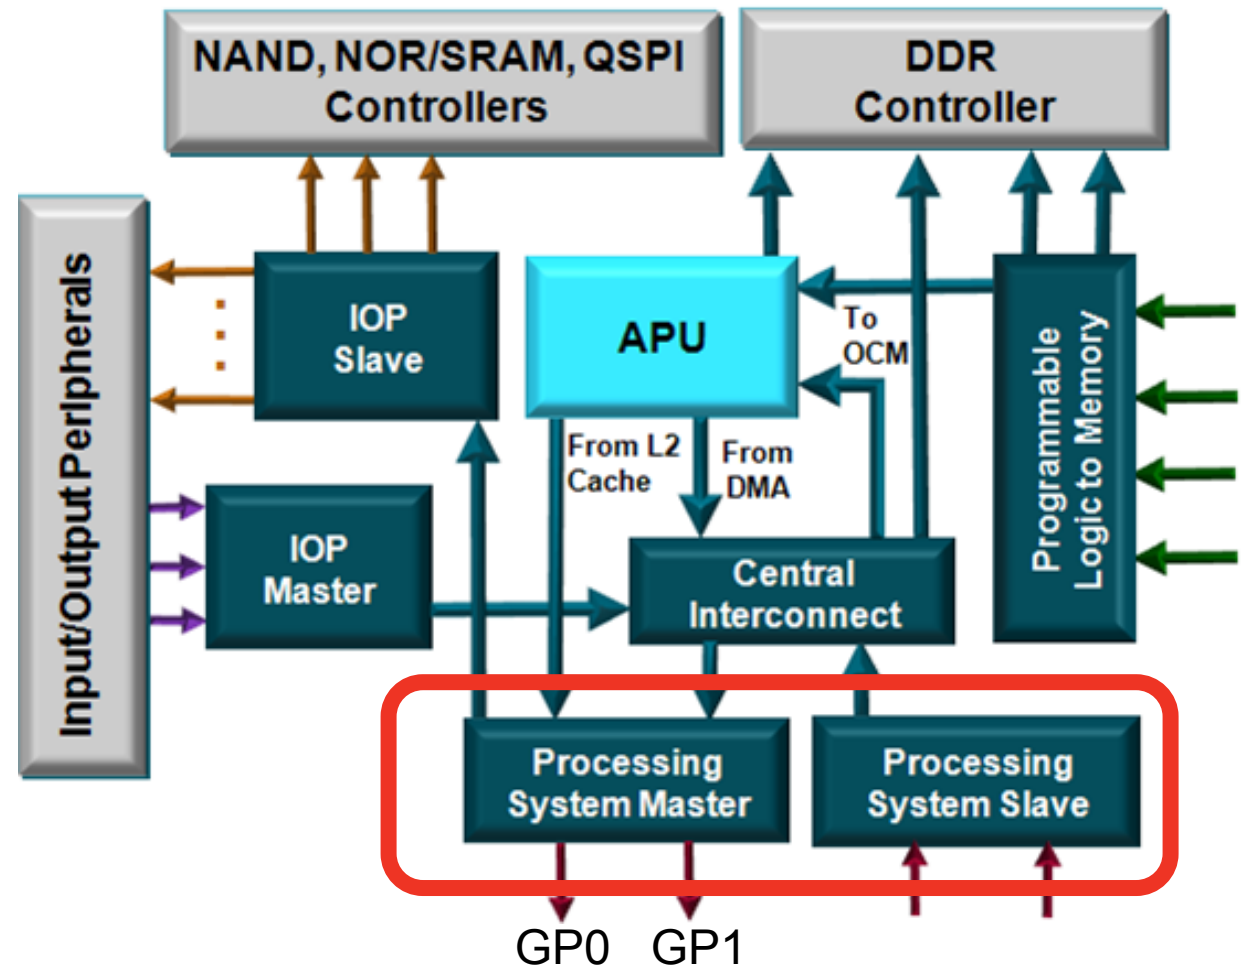 NAND, NOR/SRAM, QSPI
Controllers
DDR
Controller
Input/Output Peripherals
IOP
Slave
APU
To
OCM
Programmable
Logic to Memory
From L2
Cache
From
DMA
IOP
Master
Central
Interconnect
Processing
System Master
Processing
System Slave
GP0
GP1